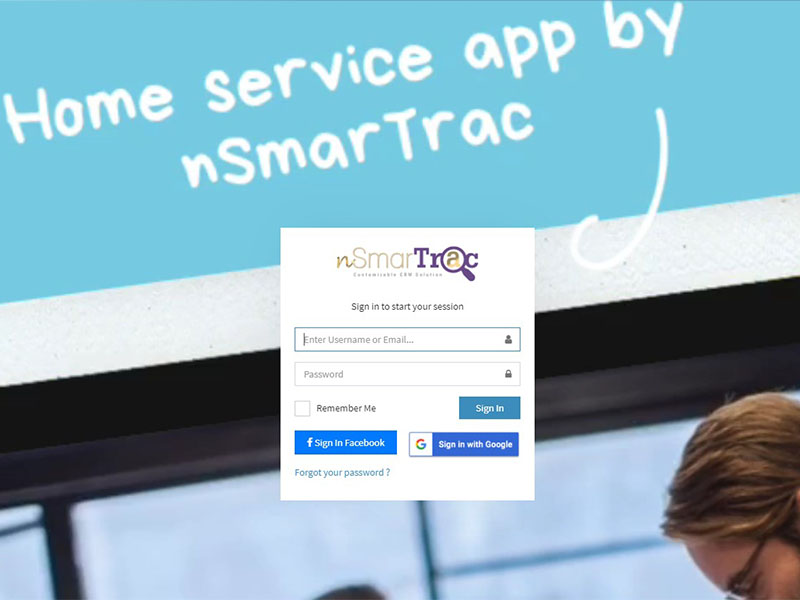 Home service app by
nSmarTrac
nSmarTrac
Customizable CRM Solution
Sign in to start your session
Enter Username or Email...
Password
Remember Me
Sign In
f Sign In Facebook
G Sign in with Google
Forgot your password ?